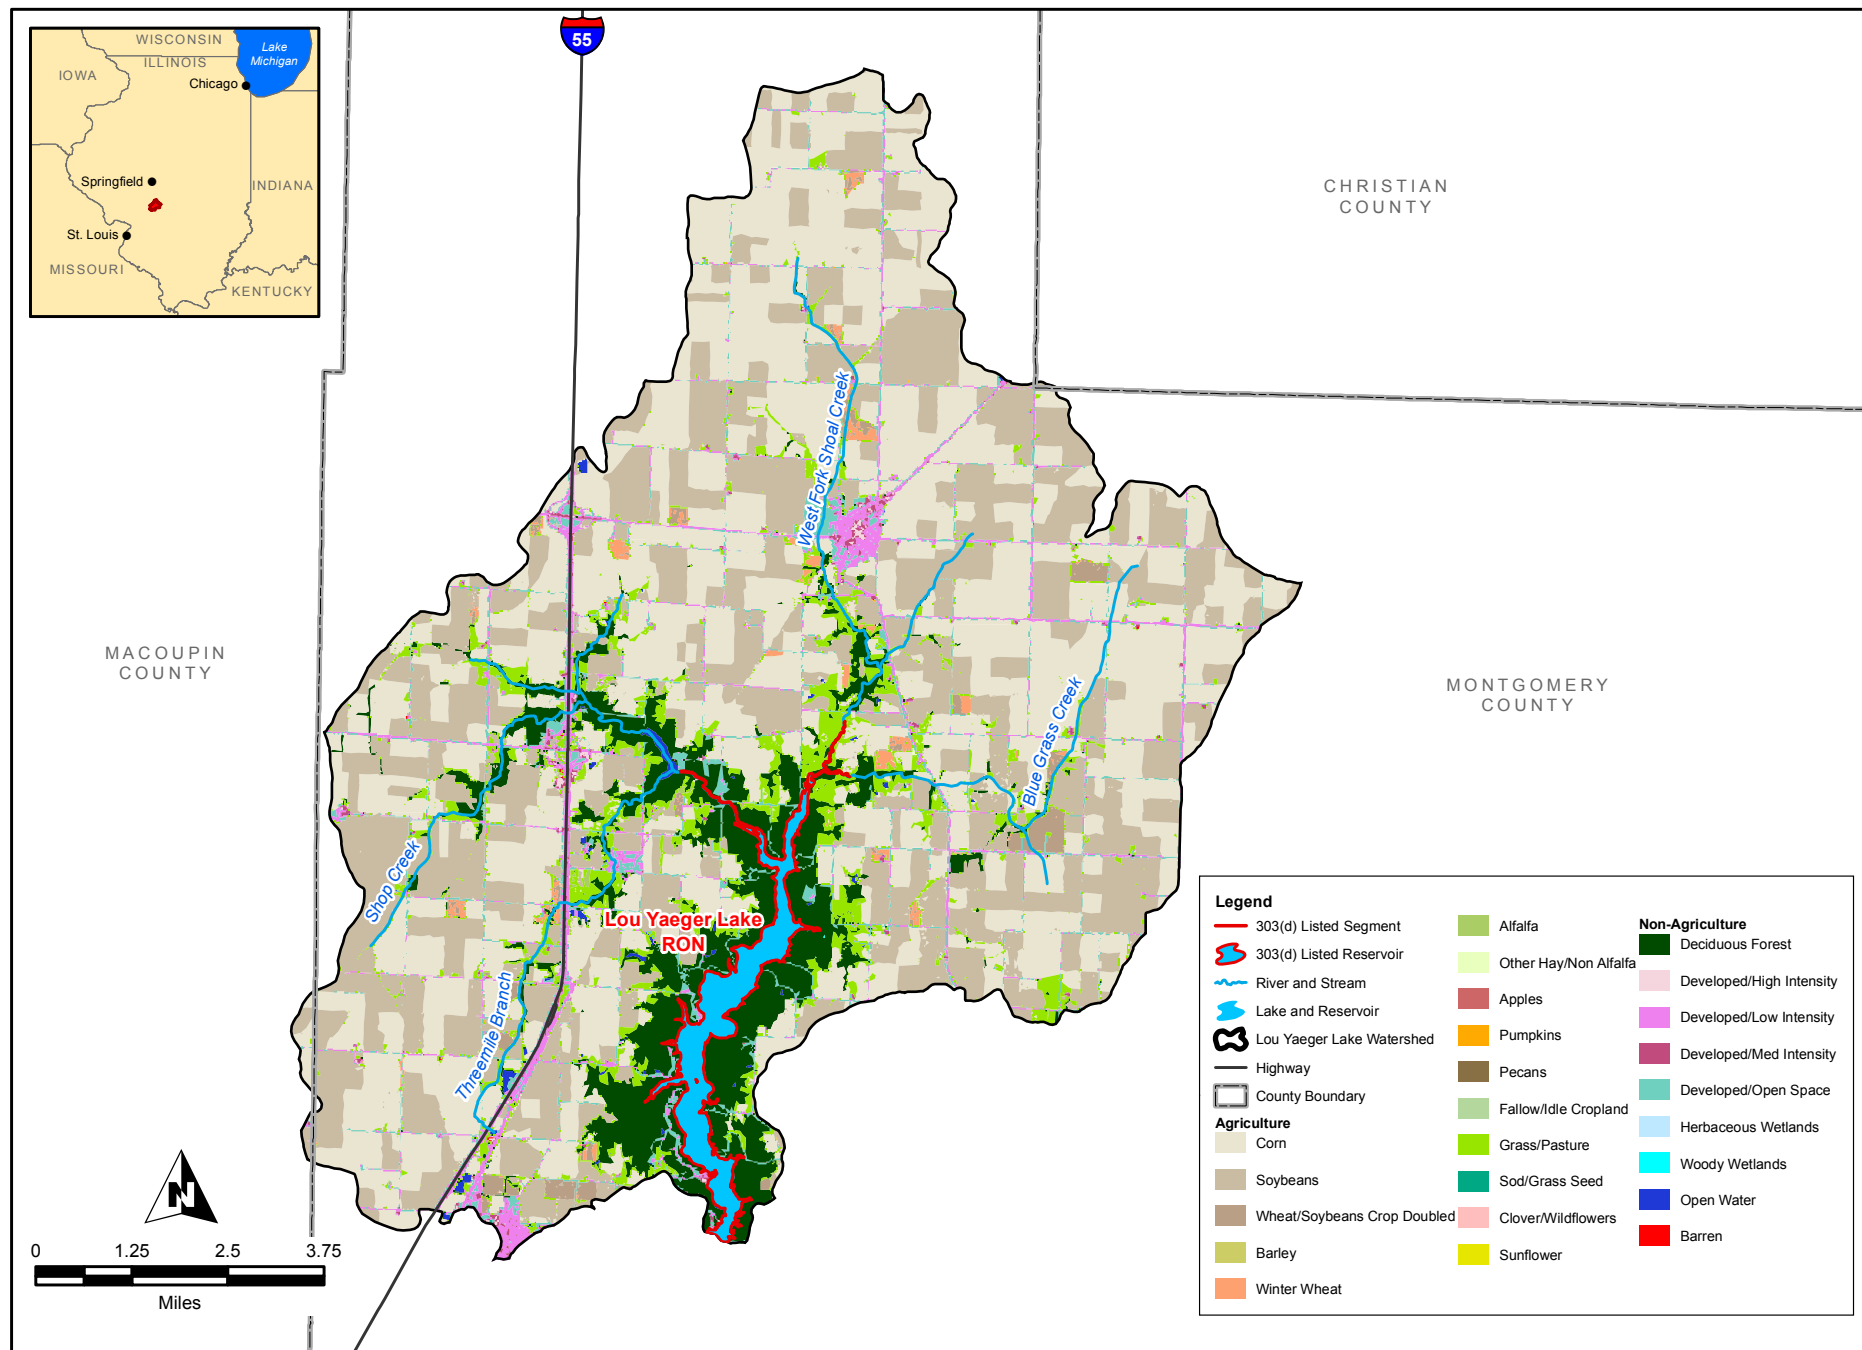 WISCONSIN
ILLINOIS
Lake
Michigan
IOWA
Chicago
Springfield
INDIANA
St. Louis
MISSOURI
KENTUCKY
55
CHRISTIAN
COUNTY
MACOUPIN
COUNTY
MONTGOMERY
COUNTY
West Fork Shoal Creek
Blue Grass Creek
Shop Creek
Threemile Branch
Lou Yaeger Lake
RON
N
0 1.25 2.5 3.75
Miles
Legend
303(d) Listed Segment
303(d) Listed Reservoir
River and Stream
Lake and Reservoir
Lou Yaeger Lake Watershed
Highway
County Boundary
Agriculture
Corn
Soybeans
Wheat/Soybeans Crop Doubled
Barley
Winter Wheat
Alfalfa
Other Hay/Non Alfalfa
Apples
Pumpkins
Pecans
Fallow/Idle Cropland
Grass/Pasture
Sod/Grass Seed
Clover/Wildflowers
Sunflower
Non-Agriculture
Deciduous Forest
Developed/High Intensity
Developed/Low Intensity
Developed/Med Intensity
Developed/Open Space
Herbaceous Wetlands
Woody Wetlands
Open Water
Barren